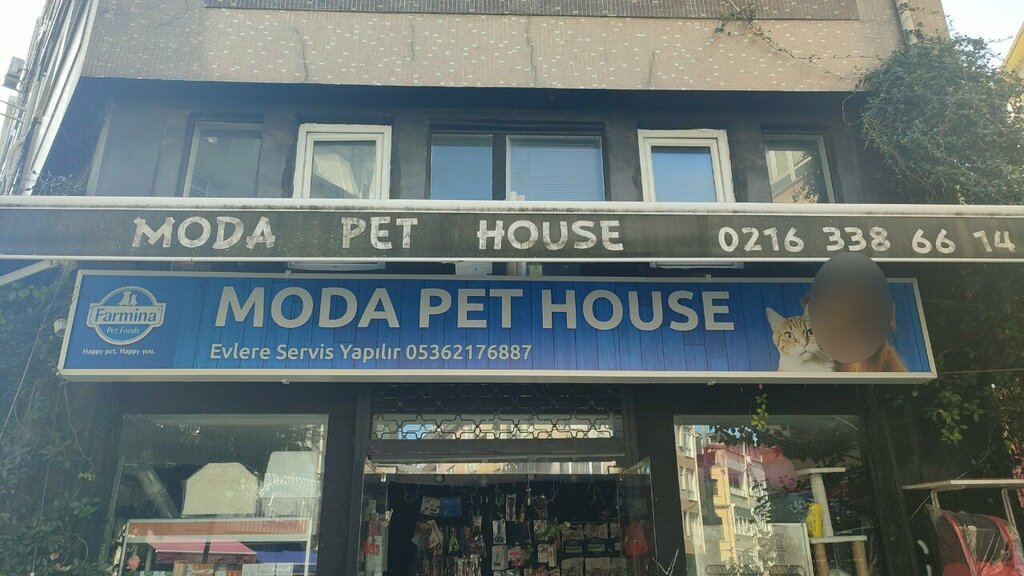 MODA PET HOUSE 0216 338 66 14
Farmina
Pet Foods
Happy pet. Happy you.
MODA PET HOUSE
Evlere Servis Yapılır 05362176887